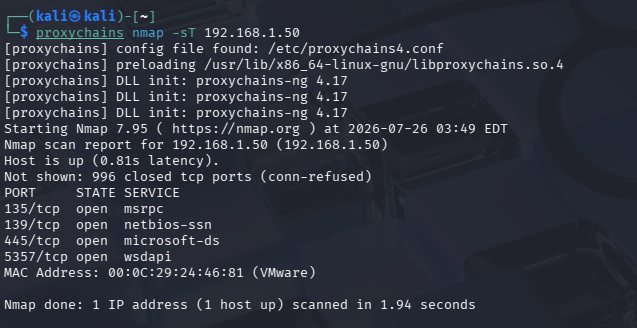 ┌──(kali㉿kali)-[~]
└─$ proxychains nmap -sT 192.168.1.50
[proxychains] config file found: /etc/proxychains4.conf
[proxychains] preloading /usr/lib/x86_64-linux-gnu/libproxychains.so.4
[proxychains] DLL init: proxychains-ng 4.17
[proxychains] DLL init: proxychains-ng 4.17
[proxychains] DLL init: proxychains-ng 4.17
Starting Nmap 7.95 ( https://nmap.org ) at 2026-07-26 03:49 EDT
Nmap scan report for 192.168.1.50 (192.168.1.50)
Host is up (0.81s latency).
Not shown: 996 closed tcp ports (conn-refused)
PORT     STATE SERVICE
135/tcp  open  msrpc
139/tcp  open  netbios-ssn
445/tcp  open  microsoft-ds
5357/tcp open  wsdapi
MAC Address: 00:0C:29:24:46:81 (VMware)
Nmap done: 1 IP address (1 host up) scanned in 1.94 seconds